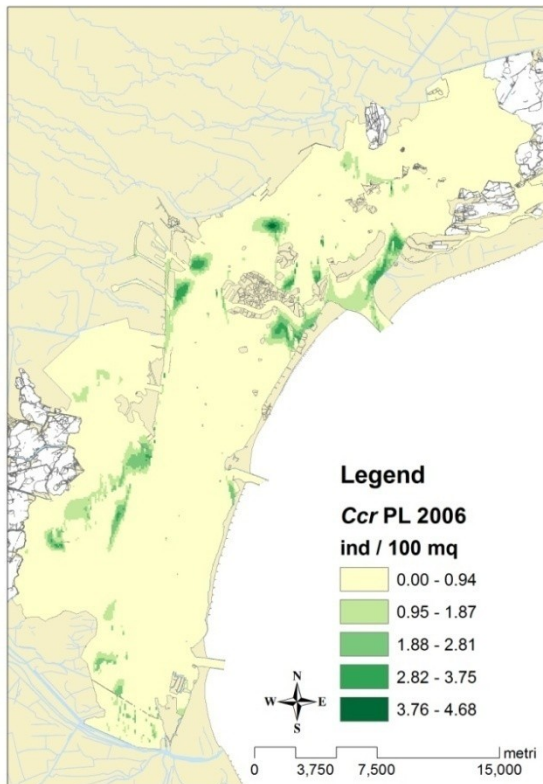 Legend
Ccr PL 2006
ind / 100 mq
0.00 - 0.94
0.95 - 1.87
1.88 - 2.81
2.82 - 3.75
3.76 - 4.68
N
W E
S
metri
0 3,750 7,500 15,000